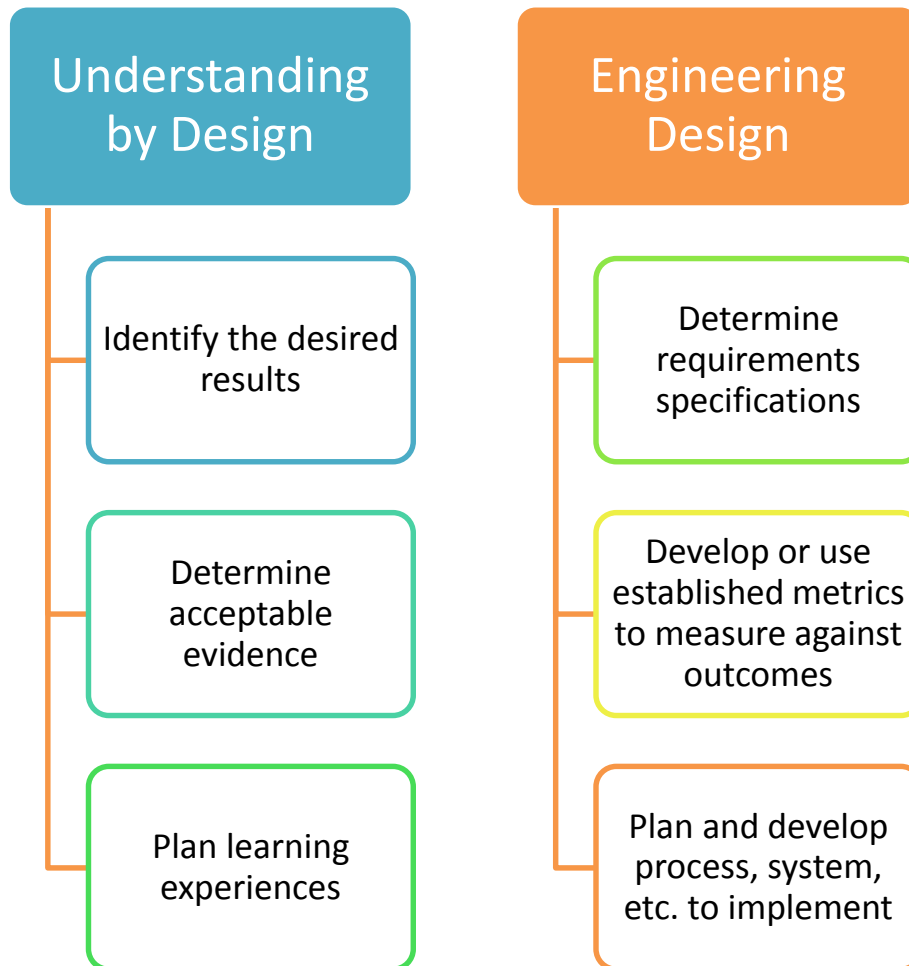 Understanding
by Design
Identify the desired
results
Determine
acceptable
evidence
Plan learning
experiences
Engineering
Design
Determine
requirements
specifications
Develop or use
established metrics
to measure against
outcomes
Plan and develop
process, system,
etc. to implement